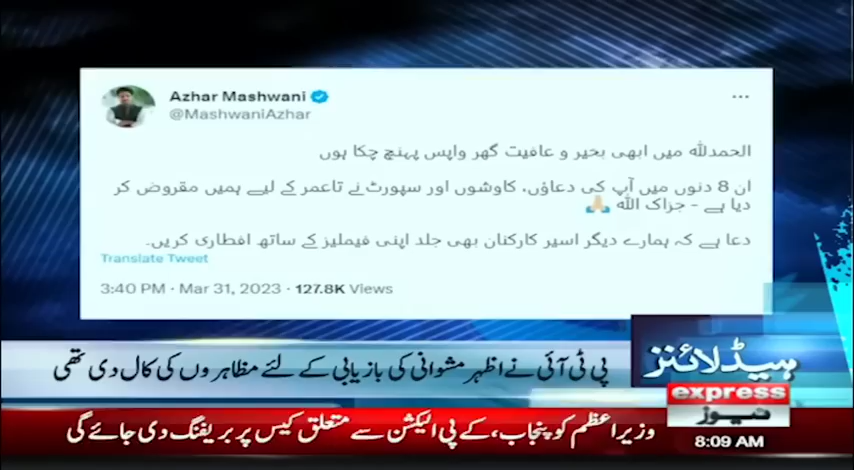 Azhar Mashwani
@MashwaniAzhar
الحمدللہ میں ابھی بخیر و عافیت گھر واپس پہنچ چکا ہوں
ان 8 دنوں میں آپ کی دعاؤں، کاوشوں اور سپورٹ نے تاعمر کے لیے ہمیں مقروض کر
دیا ہے - جزاک اللہ 🙏🏼
دعا ہے کہ ہمارے دیگر اسیر کارکنان بھی جلد اپنی فیملیز کے ساتھ افطاری کریں۔
Translate Tweet
3:40 PM · Mar 31, 2023 · 127.8K Views
پی ٹی آئی نے اظہر مشوانی کی بازیابی کے لئے مظاہروں کی کال دی تھی
ہیڈلائنز
express
نیوز
8:09 AM
وزیراعظم کو پنجاب، کے پی الیکشن سے متعلق کیس پر بریفنگ دی جائے گی